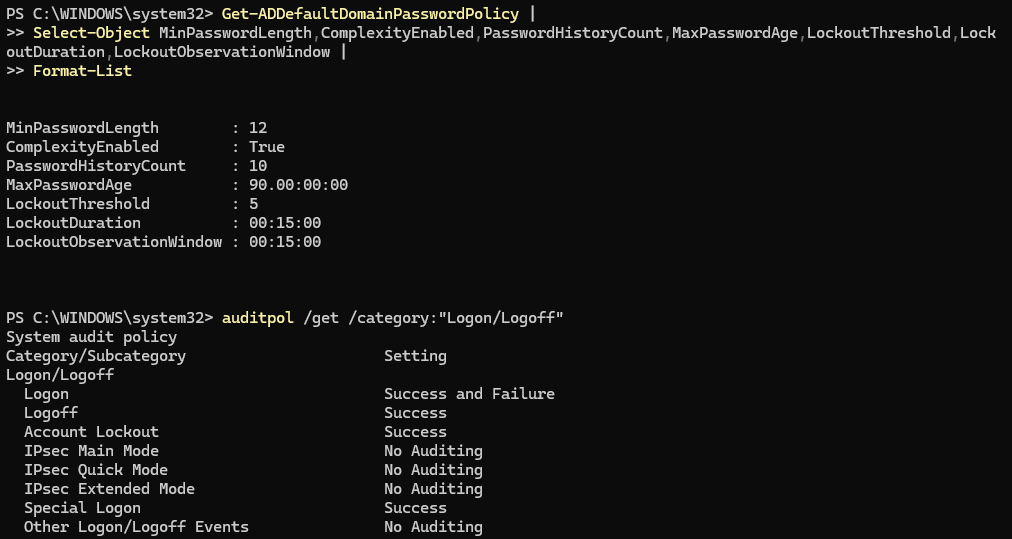 PS C:\WINDOWS\system32> Get-ADDefaultDomainPasswordPolicy |
>> Select-Object MinPasswordLength,ComplexityEnabled,PasswordHistoryCount,MaxPasswordAge,LockoutThreshold,Lock
outDuration,LockoutObservationWindow |
>> Format-List
MinPasswordLength        : 12
ComplexityEnabled        : True
PasswordHistoryCount     : 10
MaxPasswordAge           : 90.00:00:00
LockoutThreshold         : 5
LockoutDuration          : 00:15:00
LockoutObservationWindow : 00:15:00
PS C:\WINDOWS\system32> auditpol /get /category:"Logon/Logoff"
System audit policy
Category/Subcategory                      Setting
Logon/Logoff
  Logon                                   Success and Failure
  Logoff                                  Success
  Account Lockout                         Success
  IPsec Main Mode                         No Auditing
  IPsec Quick Mode                        No Auditing
  IPsec Extended Mode                     No Auditing
  Special Logon                           Success
  Other Logon/Logoff Events               No Auditing